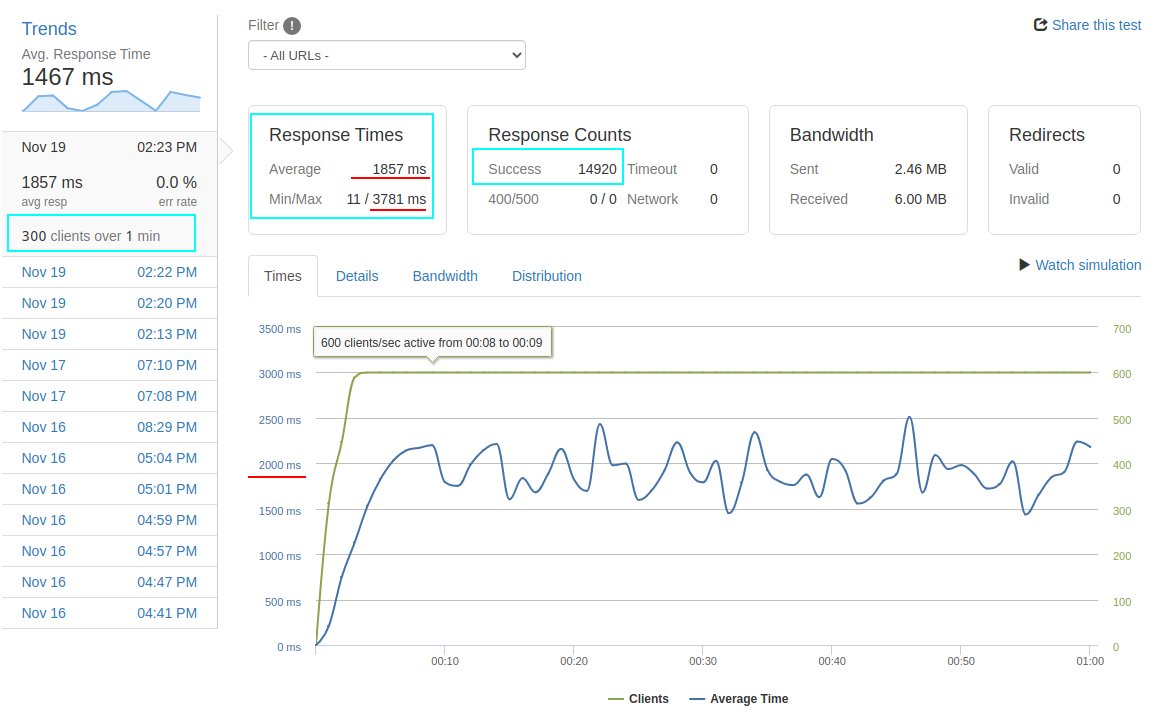 Trends
Avg. Response Time
1467 ms
Nov 19 02:23 PM
1857 ms 0.0 %
avg resp err rate
300 clients over 1 min
Nov 19 02:22 PM
Nov 19 02:20 PM
Nov 19 02:13 PM
Nov 17 07:10 PM
Nov 17 07:08 PM
Nov 16 08:29 PM
Nov 16 05:04 PM
Nov 16 05:01 PM
Nov 16 04:59 PM
Nov 16 04:57 PM
Nov 16 04:47 PM
Nov 16 04:41 PM
Filter !
Share this test
- All URLs -
Response Times
Average 1857 ms
Min/Max 11 / 3781 ms
Response Counts
Success 14920 Timeout 0
400/500 0 / 0 Network 0
Bandwidth
Sent 2.46 MB
Received 6.00 MB
Redirects
Valid 0
Invalid 0
Times Details Bandwidth Distribution
Watch simulation
600 clients/sec active from 00:08 to 00:09
3500 ms 700
3000 ms 600
2500 ms 500
2000 ms 400
1500 ms 300
1000 ms 200
500 ms 100
0 ms 0
00:10 00:20 00:30 00:40 00:50 01:00
Clients Average Time